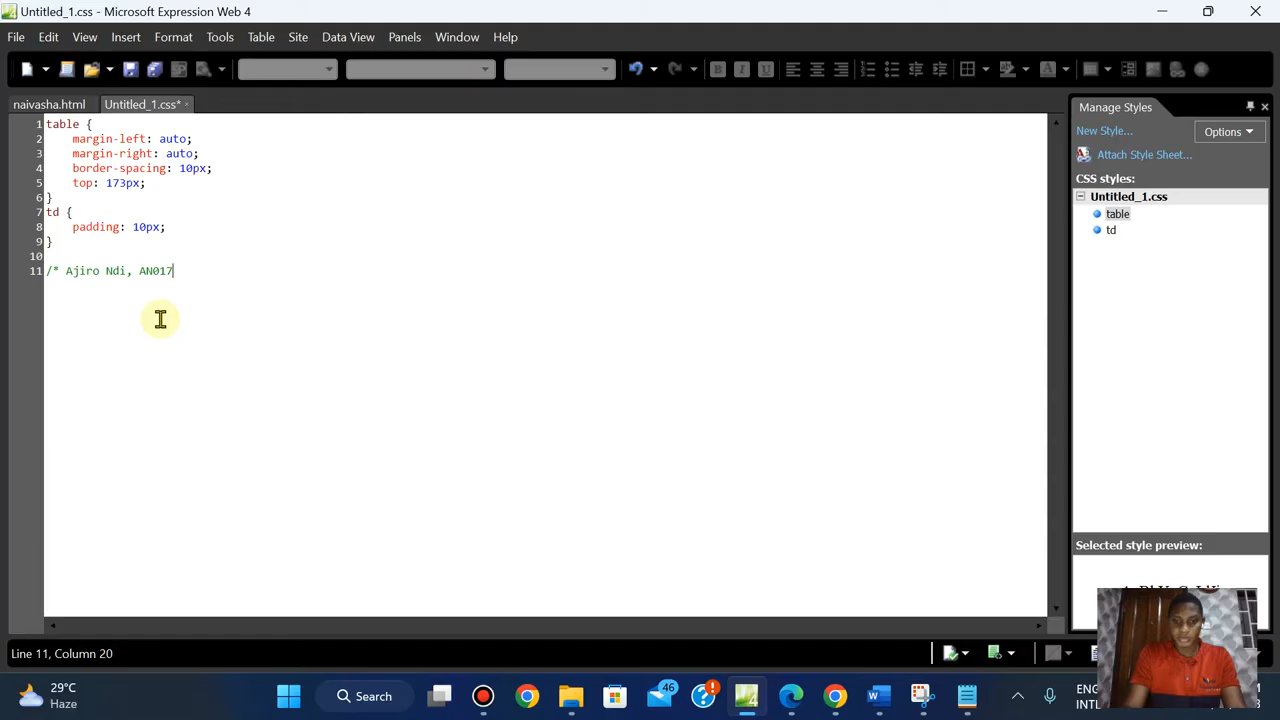 Untitled_1.css - Microsoft Expression Web 4
File Edit View Insert Format Tools Table Site Data View Panels Window Help
naivasha.html Untitled_1.css*
1 table {
2 margin-left: auto;
3 margin-right: auto;
4 border-spacing: 10px;
5 top: 173px;
6 }
7 td {
8 padding: 10px;
9 }
10
11 /* Ajiro Ndi, AN017
Manage Styles
New Style... Options
Attach Style Sheet...
CSS styles:
Untitled_1.css
table
td
Selected style preview:
Line 11, Column 20
29°C
Haze
Search
46
4
ENG
INTL